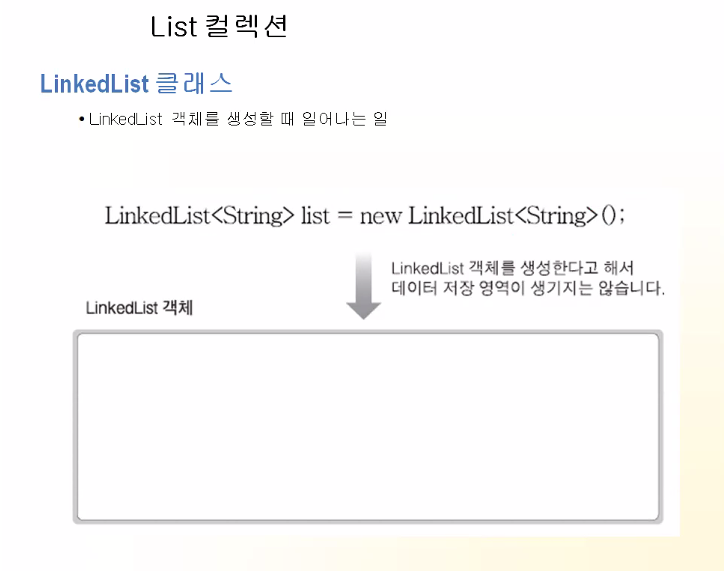 List 컬렉션
LinkedList 클래스
• LinkedList 객체를 생성할 때 일어나는 일
LinkedList<String> list = new LinkedList<String>();
LinkedList 객체를 생성한다고 해서
데이터 저장 영역이 생기지는 않습니다.
LinkedList 객체